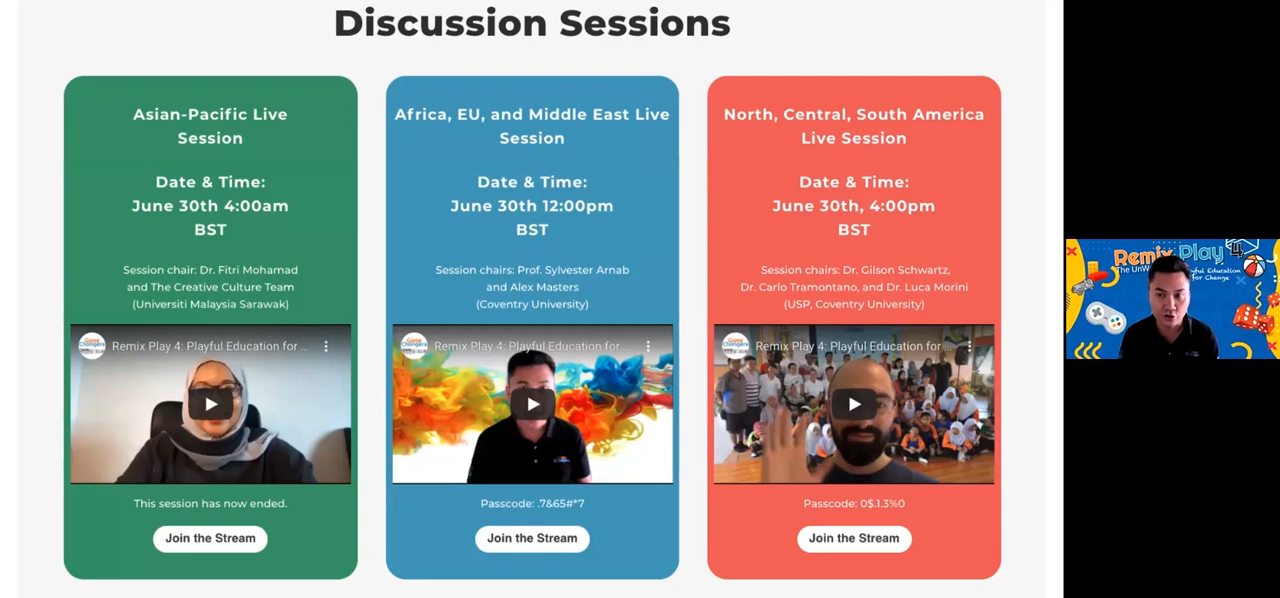 Discussion Sessions
Asian-Pacific Live
Session
Date & Time:
June 30th 4:00am
BST
Session chair: Dr. Fitri Mohamad
and The Creative Culture Team
(Universiti Malaysia Sarawak)
Remix Play 4: Playful Education for ...
This session has now ended.
Join the Stream
Africa, EU, and Middle East Live
Session
Date & Time:
June 30th 12:00pm
BST
Session chairs: Prof. Sylvester Arnab
and Alex Masters
(Coventry University)
Remix Play 4: Playful Education for ...
Passcode: .7&65#*7
Join the Stream
North, Central, South America
Live Session
Date & Time:
June 30th, 4:00pm
BST
Session chairs: Dr. Gilson Schwartz,
Dr. Carlo Tramontano, and Dr. Luca Morini
(USP, Coventry University)
Remix Play 4: Playful Education for ...
Passcode: 0$.1.3%0
Join the Stream
Remix Play 4
Education
for Change